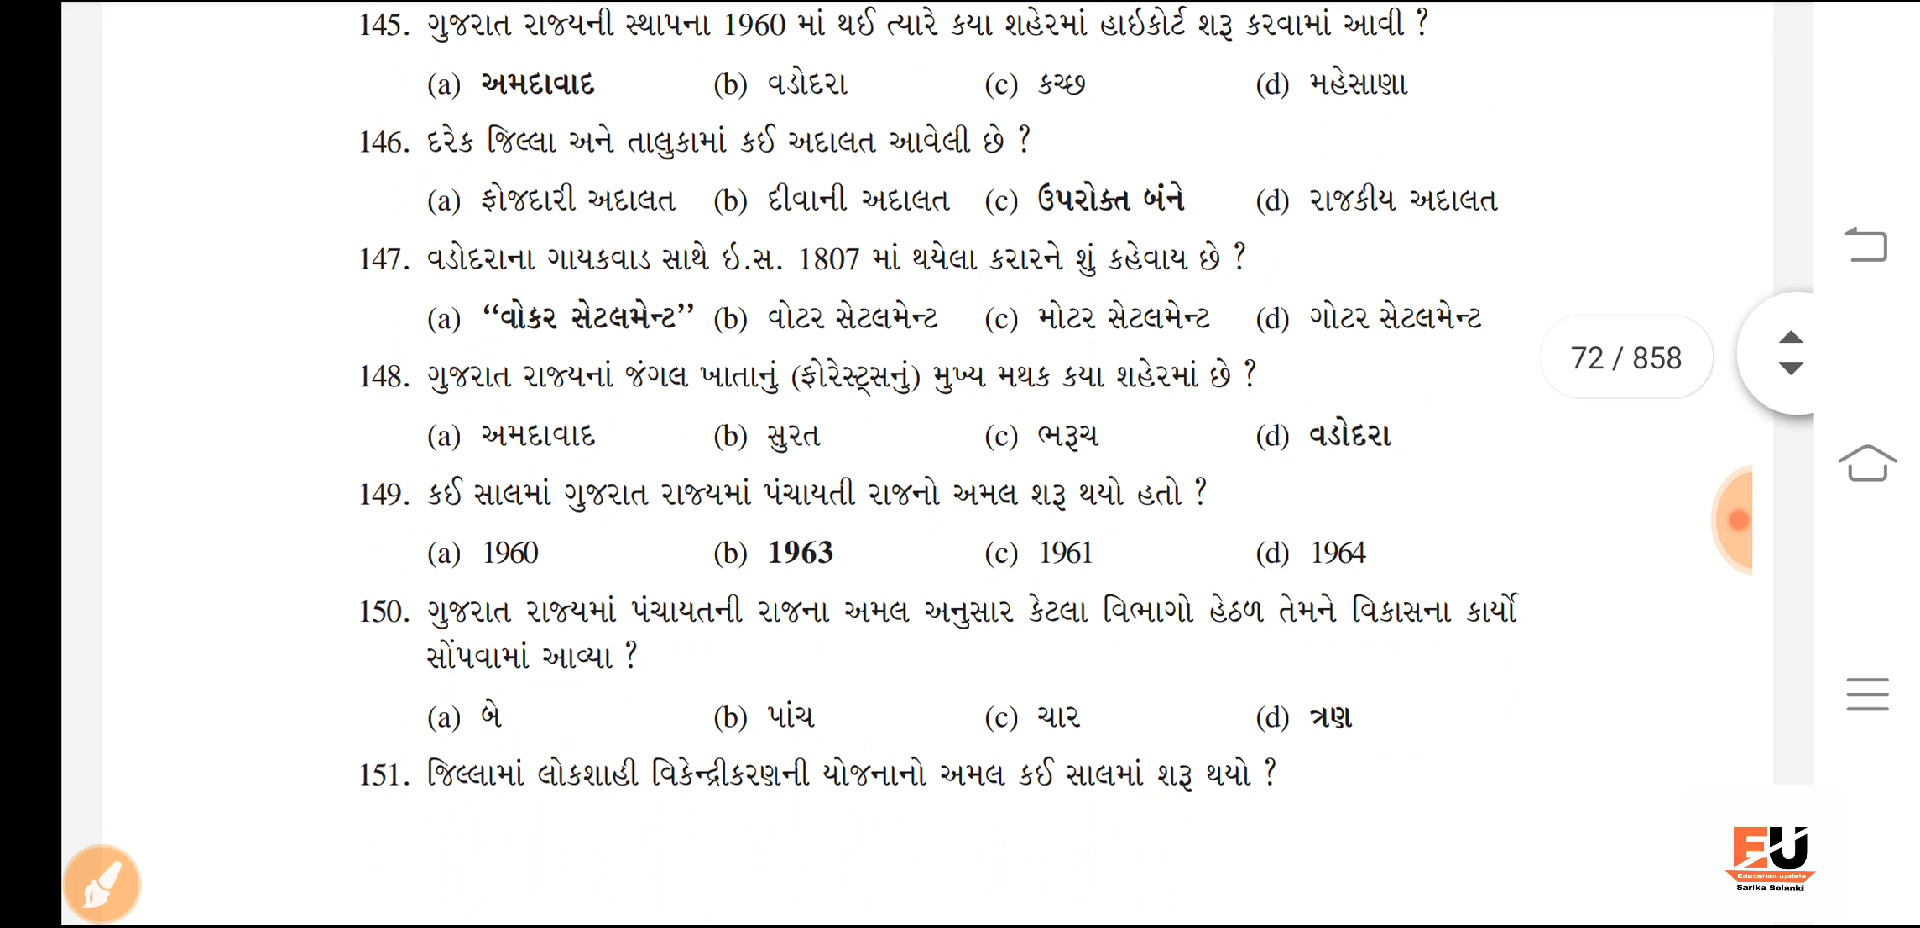 145. ગુજરાત રાજ્યની સ્થાપના 1960 માં થઈ ત્યારે કયા શહેરમાં હાઇકોર્ટ શરૂ કરવામાં આવી ?
(a) અમદાવાદ (b) વડોદરા (c) કચ્છ (d) મહેસાણા
146. દરેક જિલ્લા અને તાલુકામાં કઈ અદાલત આવેલી છે ?
(a) ફોજદારી અદાલત (b) દીવાની અદાલત (c) ઉપરોક્ત બંને (d) રાજકીય અદાલત
147. વડોદરાના ગાયકવાડ સાથે ઇ.સ. 1807 માં થયેલા કરારને શું કહેવાય છે ?
(a) “વોકર સેટલમેન્ટ” (b) વોટર સેટલમેન્ટ (c) મોટર સેટલમેન્ટ (d) ગોટર સેટલમેન્ટ
148. ગુજરાત રાજ્યનાં જંગલ ખાતાનું (ફોરેસ્ટ્સનું) મુખ્ય મથક કયા શહેરમાં છે ?
(a) અમદાવાદ (b) સુરત (c) ભરૂચ (d) વડોદરા
72 / 858
149. કઈ સાલમાં ગુજરાત રાજ્યમાં પંચાયતી રાજનો અમલ શરૂ થયો હતો ?
(a) 1960 (b) 1963 (c) 1961 (d) 1964
150. ગુજરાત રાજ્યમાં પંચાયતની રાજના અમલ અનુસાર કેટલા વિભાગો હેઠળ તેમને વિકાસના કાર્યો
સોંપવામાં આવ્યા ?
(a) બે (b) પાંચ (c) ચાર (d) ત્રણ
151. જિલ્લામાં લોકશાહી વિકેન્દ્રીકરણની યોજનાનો અમલ કઈ સાલમાં શરૂ થયો ?
EU
Education update
Sarika Solanki